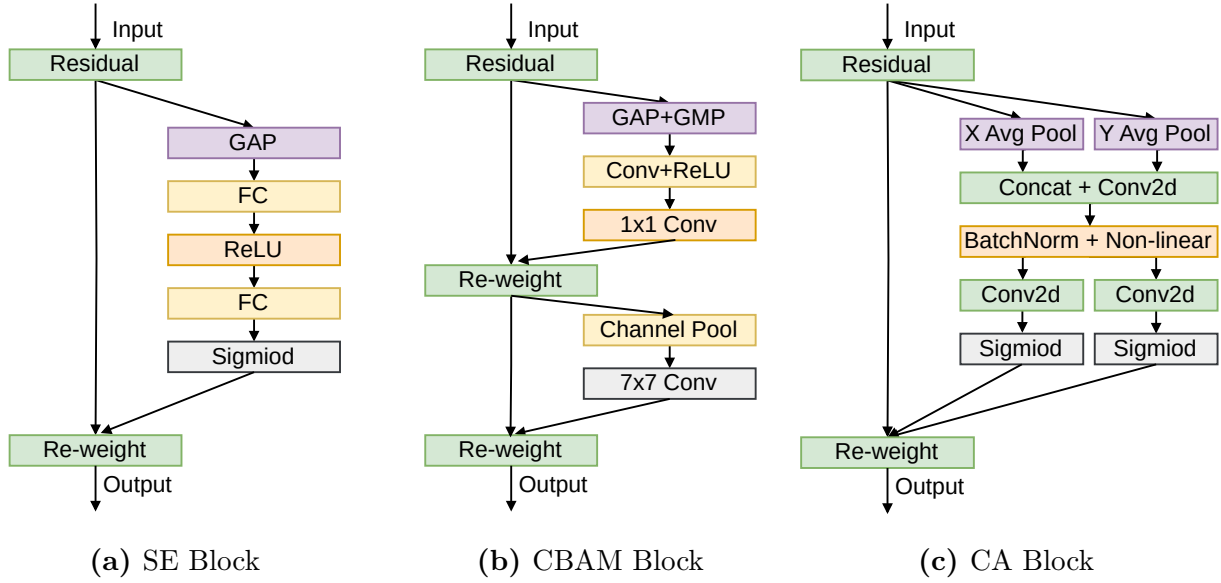 Input
Residual
GAP
FC
ReLU
FC
Sigmiod
Re-weight
Output
(a) SE Block
Input
Residual
GAP+GMP
Conv+ReLU
1x1 Conv
Re-weight
Channel Pool
7x7 Conv
Re-weight
Output
(b) CBAM Block
Input
Residual
X Avg Pool
Y Avg Pool
Concat + Conv2d
BatchNorm + Non-linear
Conv2d
Conv2d
Sigmiod
Sigmiod
Re-weight
Output
(c) CA Block